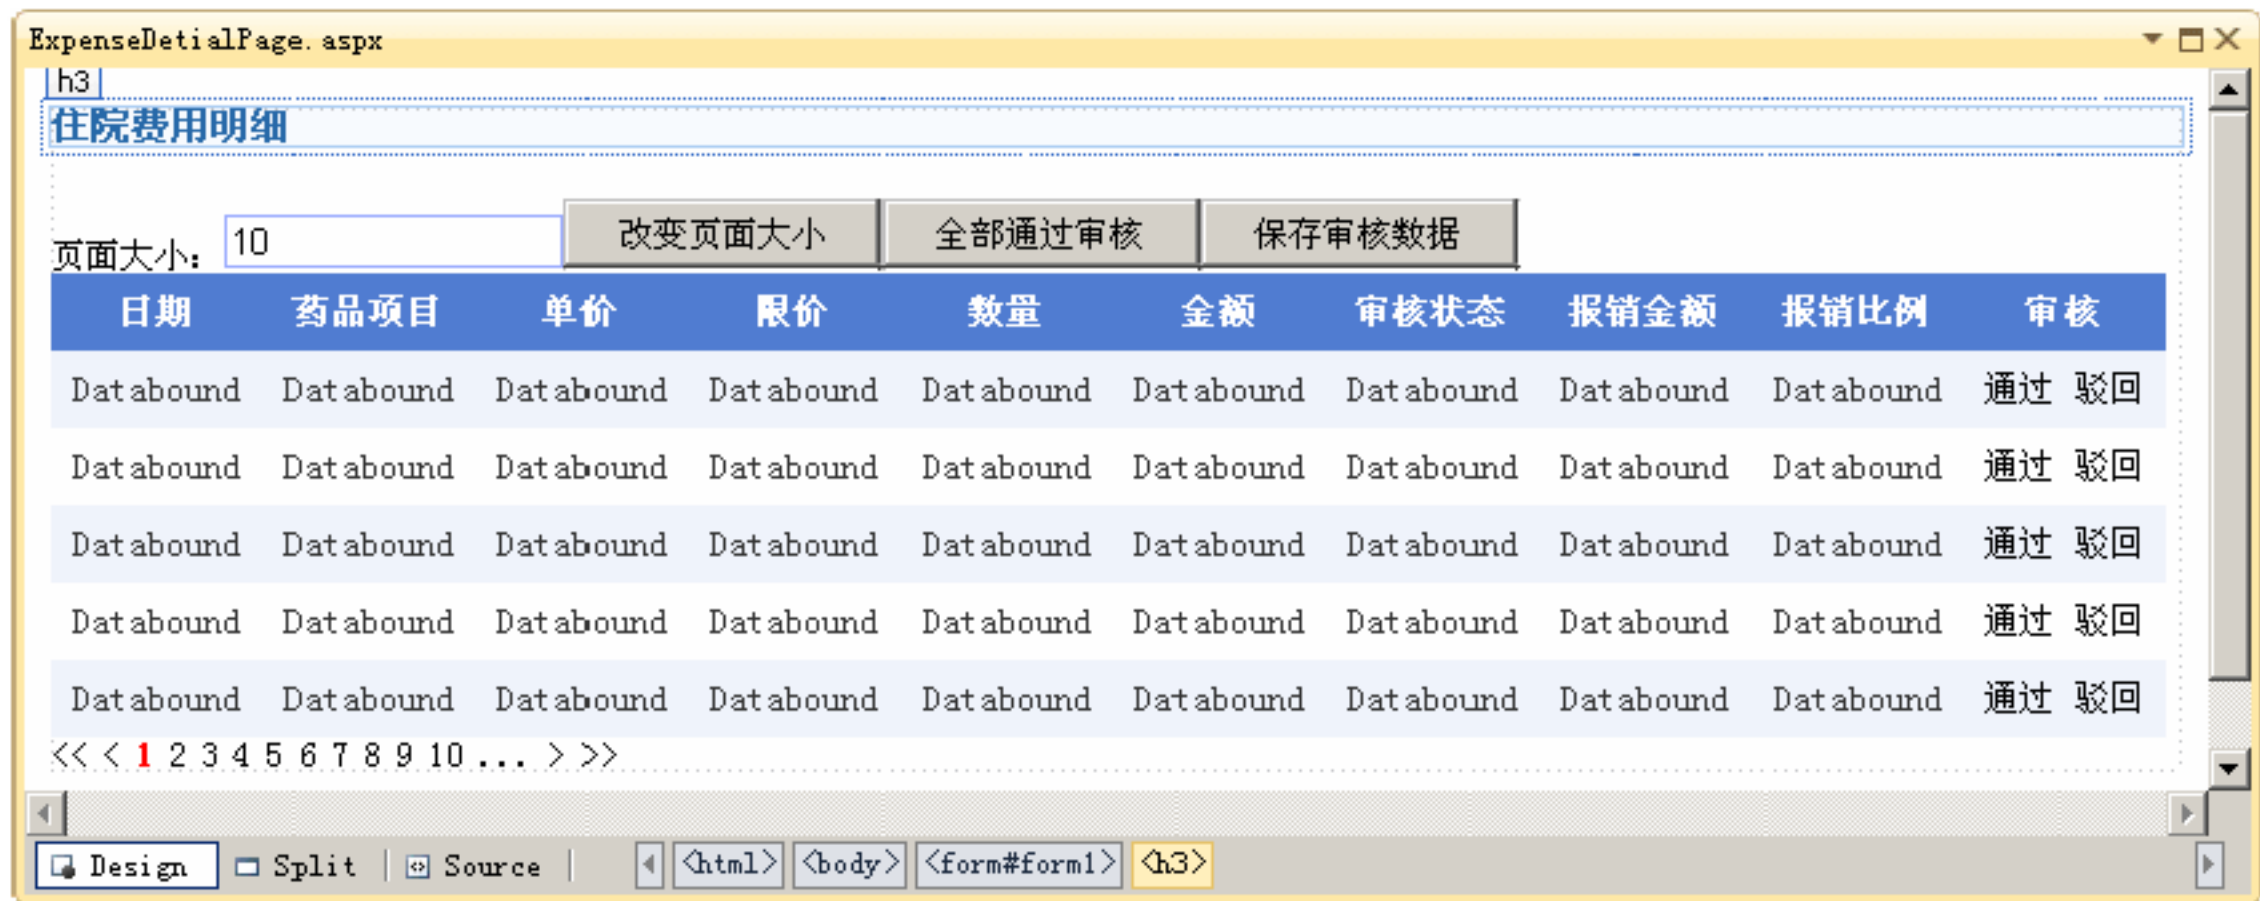 ExpenseDetialPage.aspx
h3
住院费用明细
页面大小: 10 改变页面大小 全部通过审核 保存审核数据
日期 药品项目 单价 限价 数量 金额 审核状态 报销金额 报销比例 审核
Databound Databound Databound Databound Databound Databound Databound Databound Databound 通过 驳回
Databound Databound Databound Databound Databound Databound Databound Databound Databound 通过 驳回
Databound Databound Databound Databound Databound Databound Databound Databound Databound 通过 驳回
Databound Databound Databound Databound Databound Databound Databound Databound Databound 通过 驳回
Databound Databound Databound Databound Databound Databound Databound Databound Databound 通过 驳回
<< < 1 2 3 4 5 6 7 8 9 10 ... > >>
Design Split Source <html> <body> <form#form1> <h3>